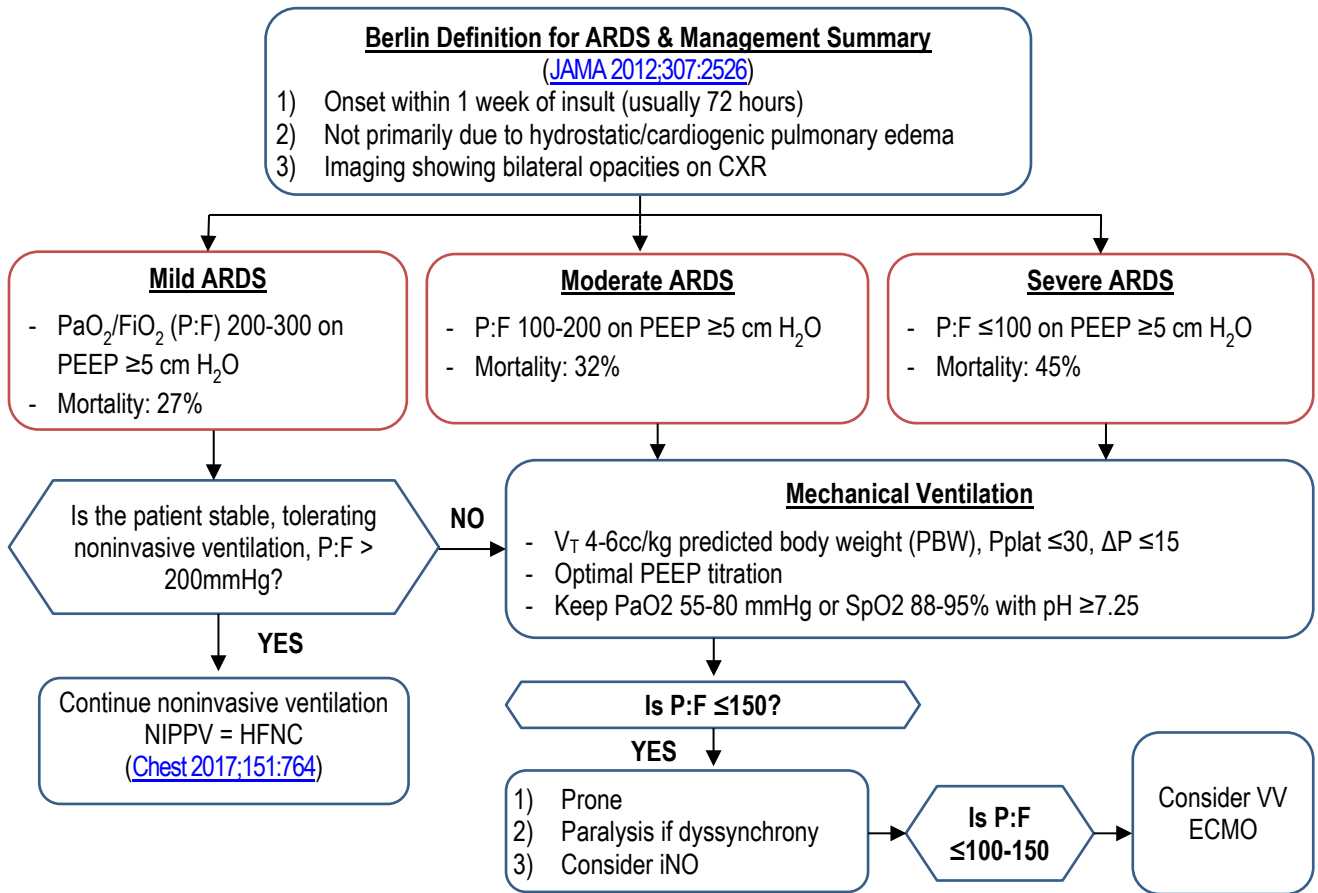 Berlin Definition for ARDS & Management Summary
(JAMA 2012;307:2526)
1) Onset within 1 week of insult (usually 72 hours)
2) Not primarily due to hydrostatic/cardiogenic pulmonary edema
3) Imaging showing bilateral opacities on CXR
Mild ARDS
- PaO₂/FiO₂ (P:F) 200-300 on
PEEP ≥5 cm H₂O
- Mortality: 27%
Moderate ARDS
- P:F 100-200 on PEEP ≥5 cm H₂O
- Mortality: 32%
Severe ARDS
- P:F ≤100 on PEEP ≥5 cm H₂O
- Mortality: 45%
Is the patient stable, tolerating
noninvasive ventilation, P:F >
200mmHg?
NO
YES
Continue noninvasive ventilation
NIPPV = HFNC
(Chest 2017;151:764)
Mechanical Ventilation
- V_T 4-6cc/kg predicted body weight (PBW), Pplat ≤30, ΔP ≤15
- Optimal PEEP titration
- Keep PaO2 55-80 mmHg or SpO2 88-95% with pH ≥7.25
Is P:F ≤150?
YES
1) Prone
2) Paralysis if dyssynchrony
3) Consider iNO
Is P:F
≤100-150
Consider VV
ECMO